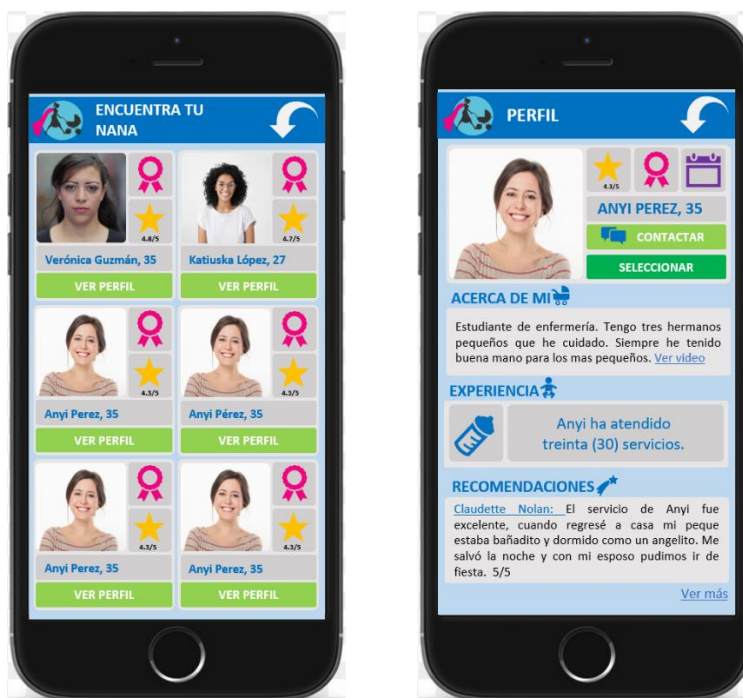 ENCUENTRA TU
NANA
4.8/5
4.7/5
Verónica Guzmán, 35
Katiuska López, 27
VER PERFIL
VER PERFIL
4.3/5
4.3/5
Anyi Perez, 35
Anyi Pérez, 35
VER PERFIL
VER PERFIL
4.3/5
4.3/5
Anyi Perez, 35
Anyi Perez, 35
VER PERFIL
VER PERFIL
PERFIL
4.3/5
ANYI PEREZ, 35
CONTACTAR
SELECCIONAR
ACERCA DE MI
Estudiante de enfermería. Tengo tres hermanos
pequeños que he cuidado. Siempre he tenido
buena mano para los mas pequeños. Ver video
EXPERIENCIA
Anyi ha atendido
treinta (30) servicios.
RECOMENDACIONES
Claudette Nolan: El servicio de Anyi fue
excelente, cuando regresé a casa mi peque
estaba bañadito y dormido como un angelito. Me
salvó la noche y con mi esposo pudimos ir de
fiesta. 5/5
Ver más